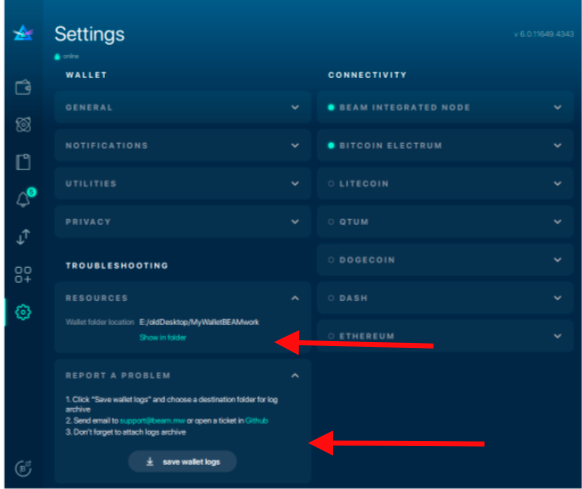 Settings
v 6.0.11649.4343
online
WALLET
GENERAL
NOTIFICATIONS
UTILITIES
PRIVACY
TROUBLESHOOTING
RESOURCES
Wallet folder location E:/oldDesktop/MyWalletBEAMwork
Show in folder
REPORT A PROBLEM
1. Click "Save wallet logs" and choose a destination folder for log
archive
2. Send email to support@beam.mw or open a ticket in Github
3. Don't forget to attach logs archive
save wallet logs
CONNECTIVITY
BEAM INTEGRATED NODE
BITCOIN ELECTRUM
LITECOIN
QTUM
DOGECOIN
DASH
ETHEREUM